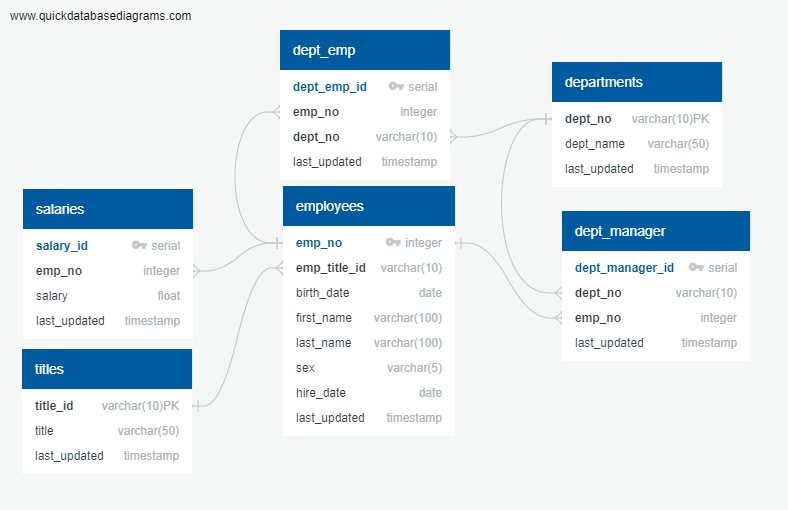 www.quickdatabasediagrams.com
dept_emp
dept_emp_id serial
emp_no integer
dept_no varchar(10)
last_updated timestamp
departments
dept_no varchar(10)PK
dept_name varchar(50)
last_updated timestamp
salaries
salary_id serial
emp_no integer
salary float
last_updated timestamp
employees
emp_no integer
emp_title_id varchar(10)
birth_date date
first_name varchar(100)
last_name varchar(100)
sex varchar(5)
hire_date date
last_updated timestamp
dept_manager
dept_manager_id serial
dept_no varchar(10)
emp_no integer
last_updated timestamp
titles
title_id varchar(10)PK
title varchar(50)
last_updated timestamp